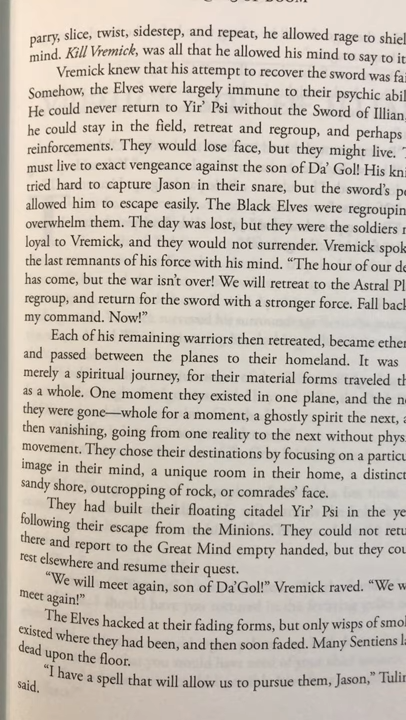 DOOM
parry, slice, twist, sidestep, and repeat, he allowed rage to
mind. Kill Vremick, was all that he allowed his mind to say to
Vremick knew that his attempt to recover the sword was
Somehow, the Elves were largely immune to their psychic
He could never return to Yir' Psi without the Sword of Illian,
he could stay in the field, retreat and regroup, and perhaps
reinforcements. They would lose face, but they might live.
must live to exact vengeance against the son of Da' Gol! His
tried hard to capture Jason in their snare, but the sword's
allowed him to escape easily. The Black Elves were
overwhelm them. The day was lost, but they were the soldiers
loyal to Vremick, and they would not surrender. Vremick
the last remnants of his force with his mind. "The hour of our
has come, but the war isn't over! We will retreat to the Astral
regroup, and return for the sword with a stronger force. Fall
my command. Now!"
Each of his remaining warriors then retreated, became
and passed between the planes to their homeland. It was
merely a spiritual journey, for their material forms traveled
as a whole. One moment they existed in one plane, and the
they were gone—whole for a moment, a ghostly spirit the next,
then vanishing, going from one reality to the next without
movement. They chose their destinations by focusing on a
image in their mind, a unique room in their home, a distinct
sandy shore, outcropping of rock, or comrades' face.
They had built their floating citadel Yir' Psi in the
following their escape from the Minions. They could not
there and report to the Great Mind empty handed, but they
rest elsewhere and resume their quest.
"We will meet again, son of Da'Gol!" Vremick raved. "We
meet again!"
The Elves hacked at their fading forms, but only wisps of
existed where they had been, and then soon faded. Many Sentiens
dead upon the floor.
"I have a spell that will allow us to pursue them, Jason,"
said.